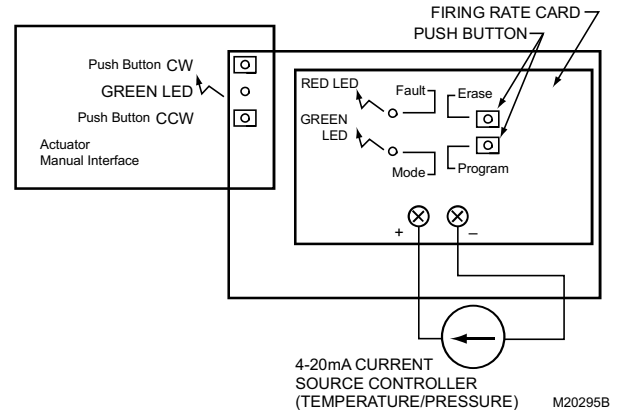 FIRING RATE CARD
PUSH BUTTON
Push Button CW
GREEN LED
Push Button CCW
Actuator
Manual Interface
RED LED
Fault
Erase
GREEN
LED
Mode
Program
+
–
4-20mA CURRENT
SOURCE CONTROLLER
(TEMPERATURE/PRESSURE)
M20295B